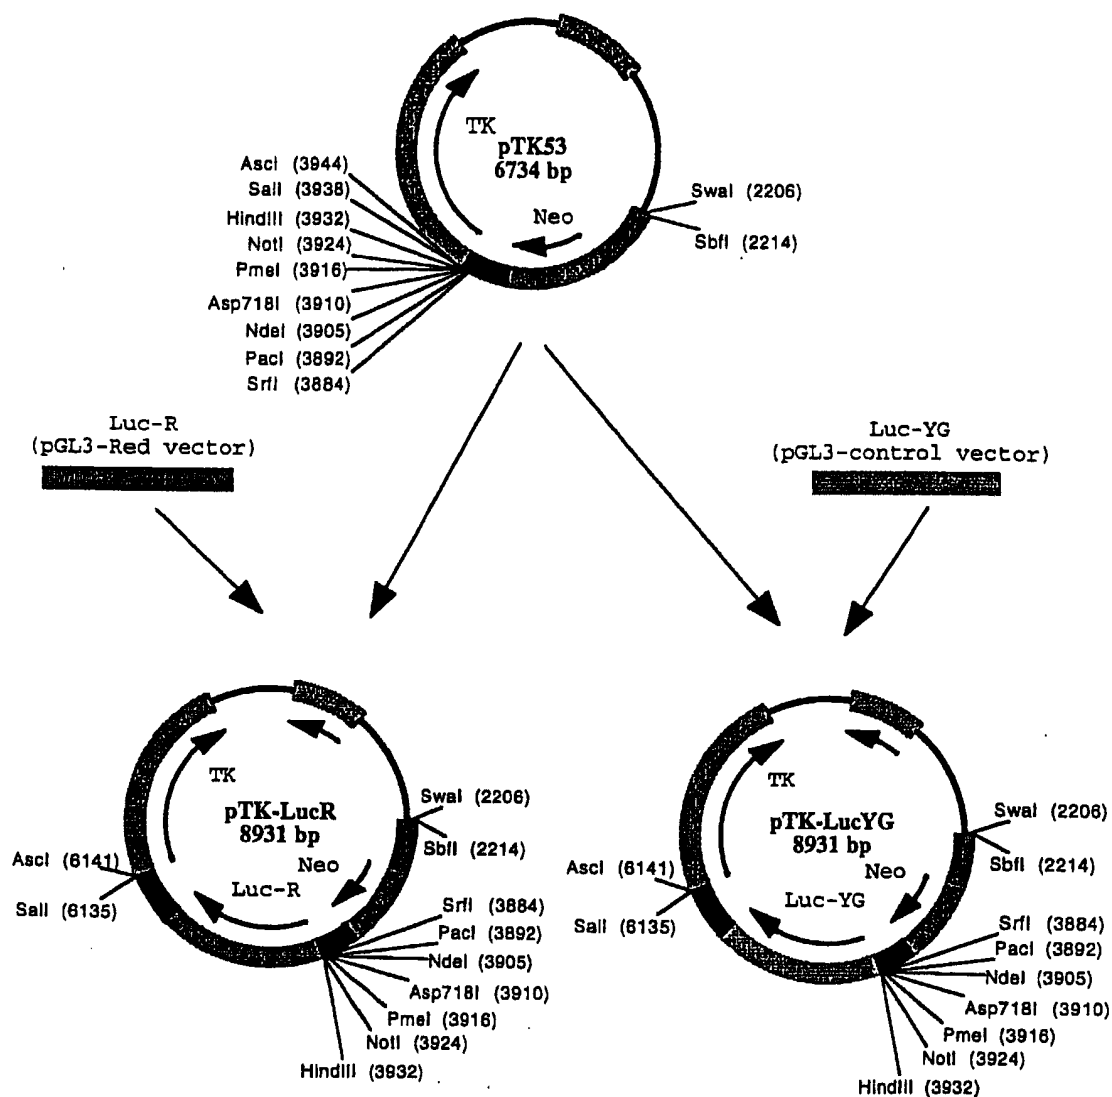 TK
pTK53
6734 bp
Neo
AscI (3944)
SalI (3938)
HindIII (3932)
NotI (3924)
PmeI (3916)
Asp718I (3910)
NdeI (3905)
PacI (3892)
SrfI (3884)
SwaI (2206)
SbfI (2214)
Luc-R
(pGL3-Red vector)
Luc-YG
(pGL3-control vector)
TK
pTK-LucR
8931 bp
Neo
Luc-R
AscI (6141)
SalI (6135)
SwaI (2206)
SbfI (2214)
SrfI (3884)
PacI (3892)
NdeI (3905)
Asp718I (3910)
PmeI (3916)
NotI (3924)
HindIII (3932)
TK
pTK-LucYG
8931 bp
Neo
Luc-YG
AscI (6141)
SalI (6135)
SwaI (2206)
SbfI (2214)
SrfI (3884)
PacI (3892)
NdeI (3905)
Asp718I (3910)
PmeI (3916)
NotI (3924)
HindIII (3932)